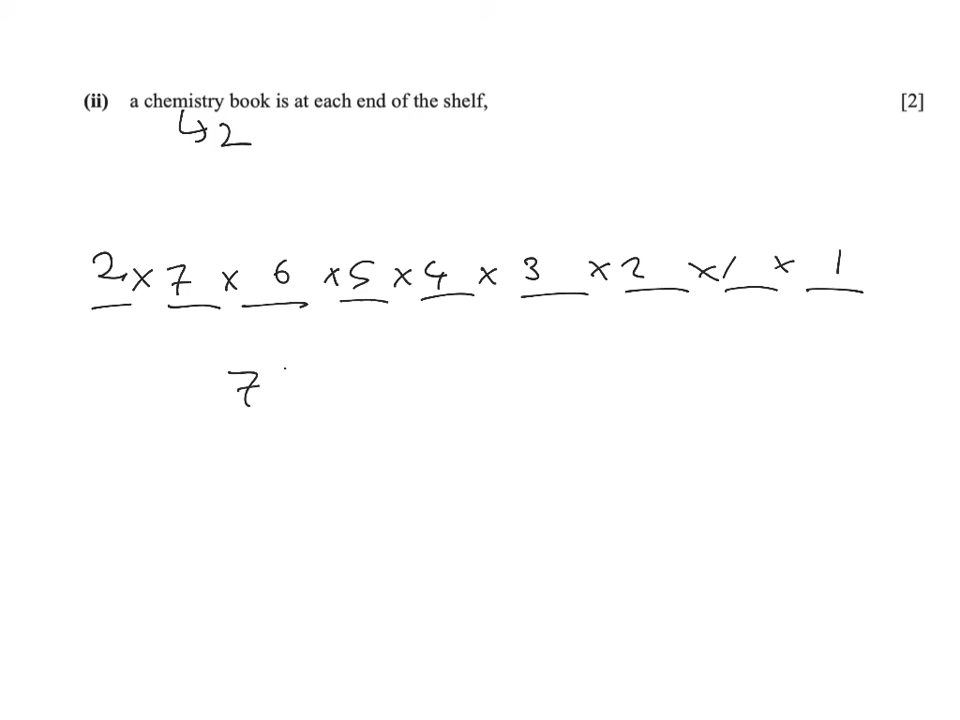 (ii) a chemistry book is at each end of the shelf, [2]
↳ 2
2 × 7 × 6 × 5 × 4 × 3 × 2 × 1 × 1
7